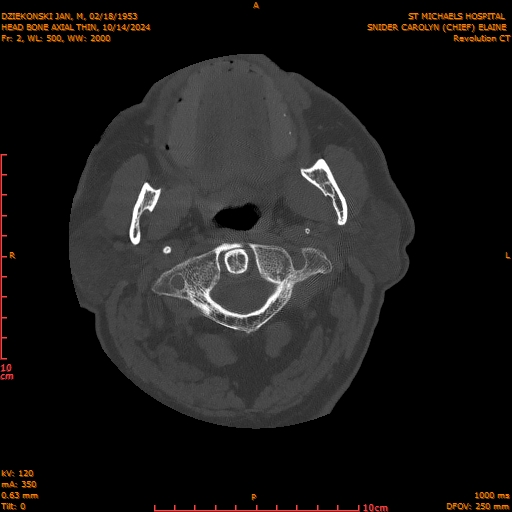 A
DZIEKONSKI JAN, M, 02/18/1953
HEAD BONE AXIAL THIN, 10/14/2024
Fr: 2, WL: 500, WW: 2000
ST MICHAELS HOSPITAL
SNIDER CAROLYN (CHIEF) ELAINE
Revolution CT
R
L
10
cm
kV: 120
mA: 350
0.63 mm
Tilt: 0
P
10cm
1000 ms
DFOV: 250 mm